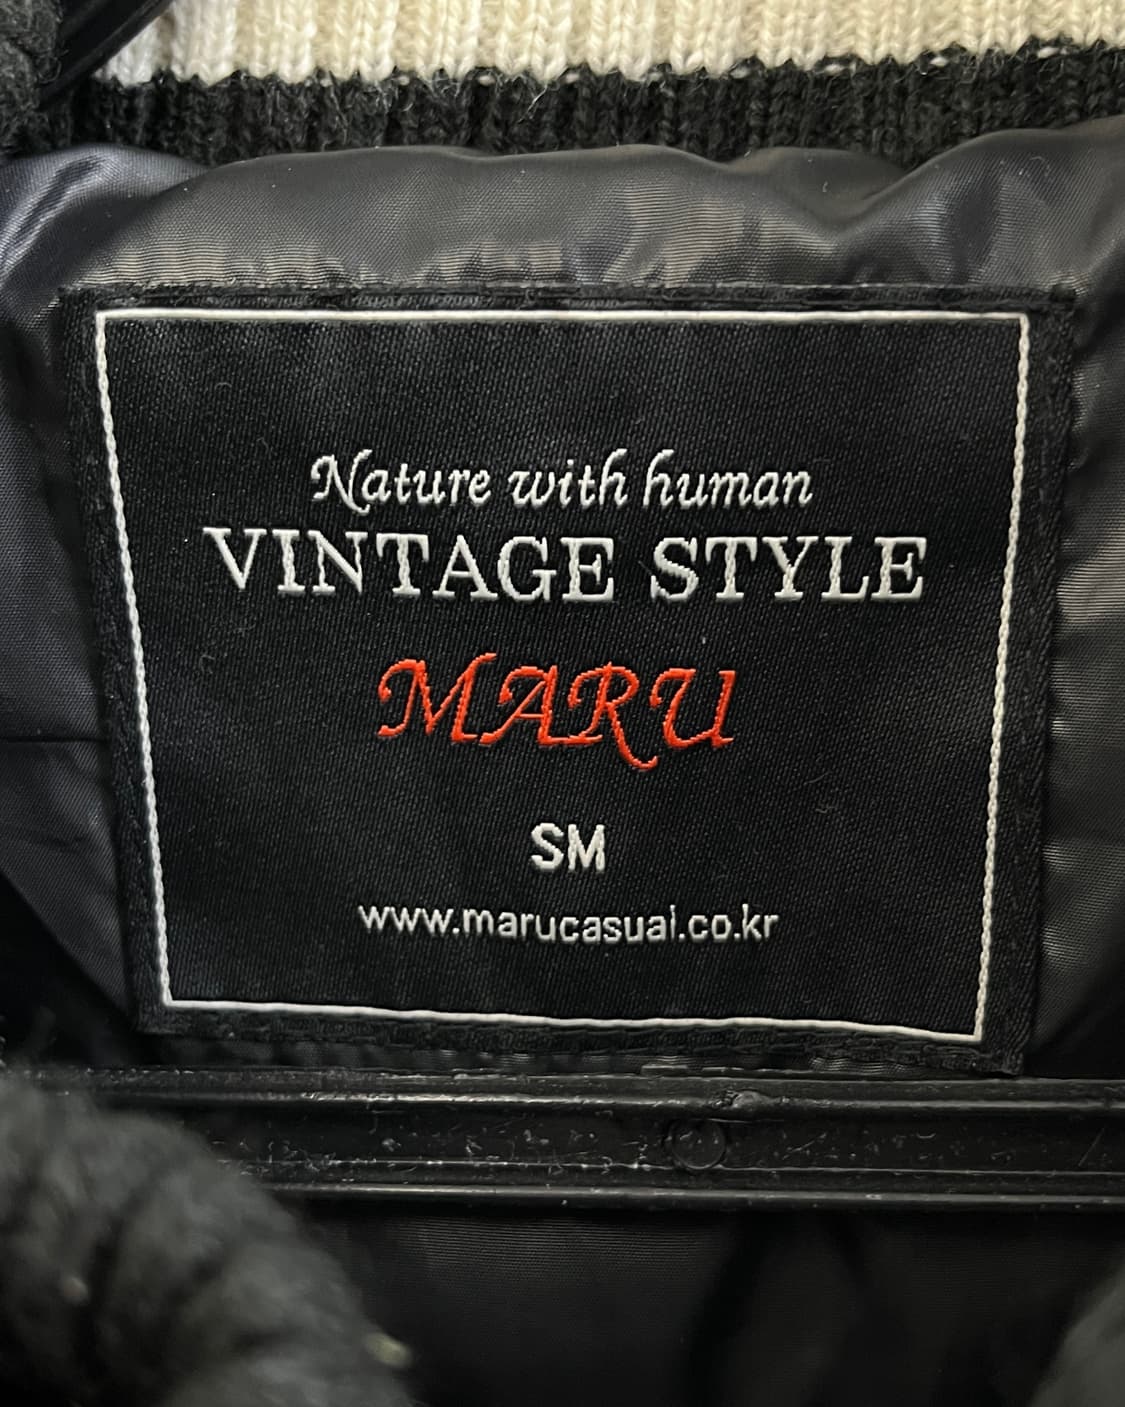 Nature with human
VINTAGE STYLE
MARU
SM
www.marucasual.co.kr